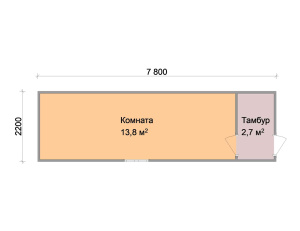 7 800
2200
Комната
13,8 м²
Тамбур
2,7 м²